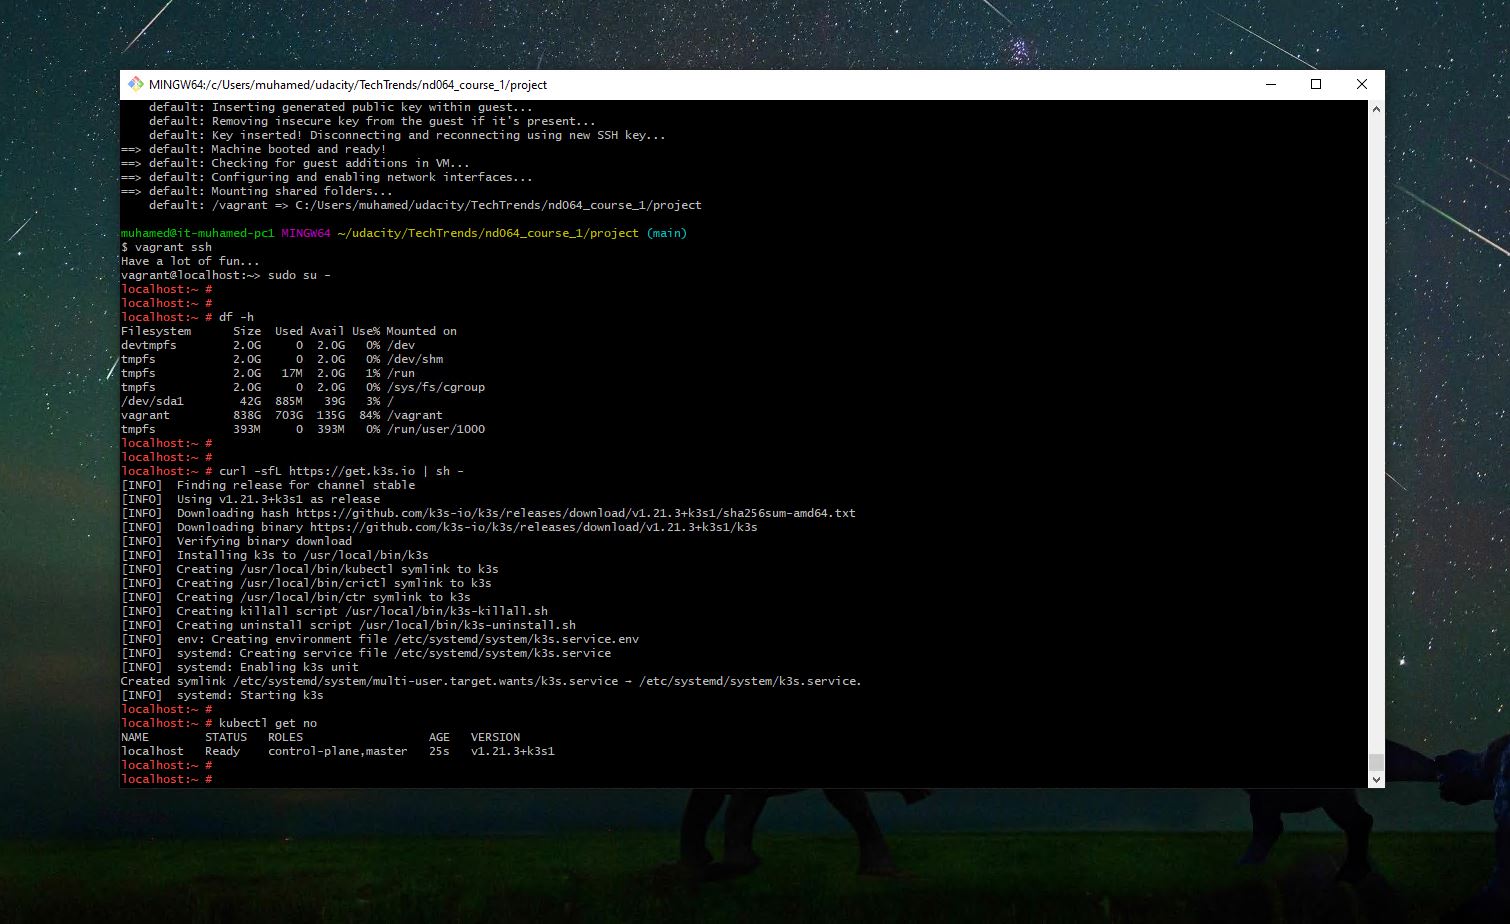 MINGW64:/c/Users/muhamed/udacity/TechTrends/nd064_course_1/project
    default: Inserting generated public key within guest...
    default: Removing insecure key from the guest if it's present...
    default: Key inserted! Disconnecting and reconnecting using new SSH key...
==> default: Machine booted and ready!
==> default: Checking for guest additions in VM...
==> default: Configuring and enabling network interfaces...
==> default: Mounting shared folders...
    default: /vagrant => C:/Users/muhamed/udacity/TechTrends/nd064_course_1/project
muhamed@it-muhamed-pc1 MINGW64 ~/udacity/TechTrends/nd064_course_1/project (main)
$ vagrant ssh
Have a lot of fun...
vagrant@localhost:~> sudo su -
localhost:~ #
localhost:~ #
localhost:~ # df -h
Filesystem      Size  Used Avail Use% Mounted on
devtmpfs        2.0G     0  2.0G   0% /dev
tmpfs           2.0G     0  2.0G   0% /dev/shm
tmpfs           2.0G   17M  2.0G   1% /run
tmpfs           2.0G     0  2.0G   0% /sys/fs/cgroup
/dev/sda1        42G  885M   39G   3% /
vagrant         838G  703G  135G  84% /vagrant
tmpfs           393M     0  393M   0% /run/user/1000
localhost:~ #
localhost:~ #
localhost:~ # curl -sfL https://get.k3s.io | sh -
[INFO]  Finding release for channel stable
[INFO]  Using v1.21.3+k3s1 as release
[INFO]  Downloading hash https://github.com/k3s-io/k3s/releases/download/v1.21.3+k3s1/sha256sum-amd64.txt
[INFO]  Downloading binary https://github.com/k3s-io/k3s/releases/download/v1.21.3+k3s1/k3s
[INFO]  Verifying binary download
[INFO]  Installing k3s to /usr/local/bin/k3s
[INFO]  Creating /usr/local/bin/kubectl symlink to k3s
[INFO]  Creating /usr/local/bin/crictl symlink to k3s
[INFO]  Creating /usr/local/bin/ctr symlink to k3s
[INFO]  Creating killall script /usr/local/bin/k3s-killall.sh
[INFO]  Creating uninstall script /usr/local/bin/k3s-uninstall.sh
[INFO]  env: Creating environment file /etc/systemd/system/k3s.service.env
[INFO]  systemd: Creating service file /etc/systemd/system/k3s.service
[INFO]  systemd: Enabling k3s unit
Created symlink /etc/systemd/system/multi-user.target.wants/k3s.service → /etc/systemd/system/k3s.service.
[INFO]  systemd: Starting k3s
localhost:~ #
localhost:~ # kubectl get no
NAME        STATUS   ROLES                  AGE   VERSION
localhost   Ready    control-plane,master   25s   v1.21.3+k3s1
localhost:~ #
localhost:~ #